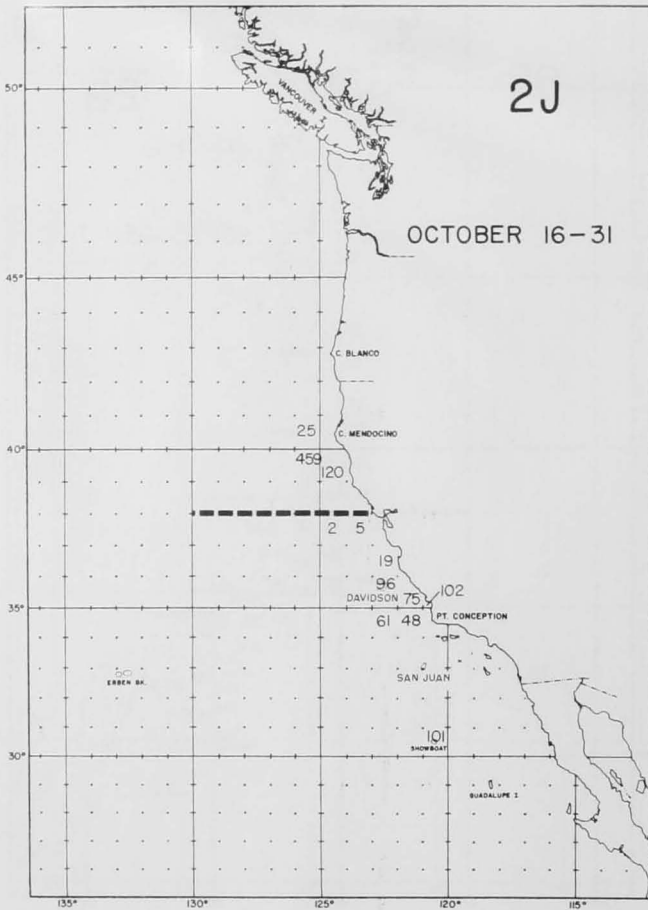 50°
VANCOUVER I.
2J
OCTOBER 16-31
45°
C. BLANCO
25
C. MENDOCINO
40°
459
120
2 5
19
96
DAVIDSON 75 102
35°
61 48 PT. CONCEPTION
ERBEN BK.
SAN JUAN
101
SHOWBOAT
30°
GUADALUPE I
135° 130° 125° 120° 115°